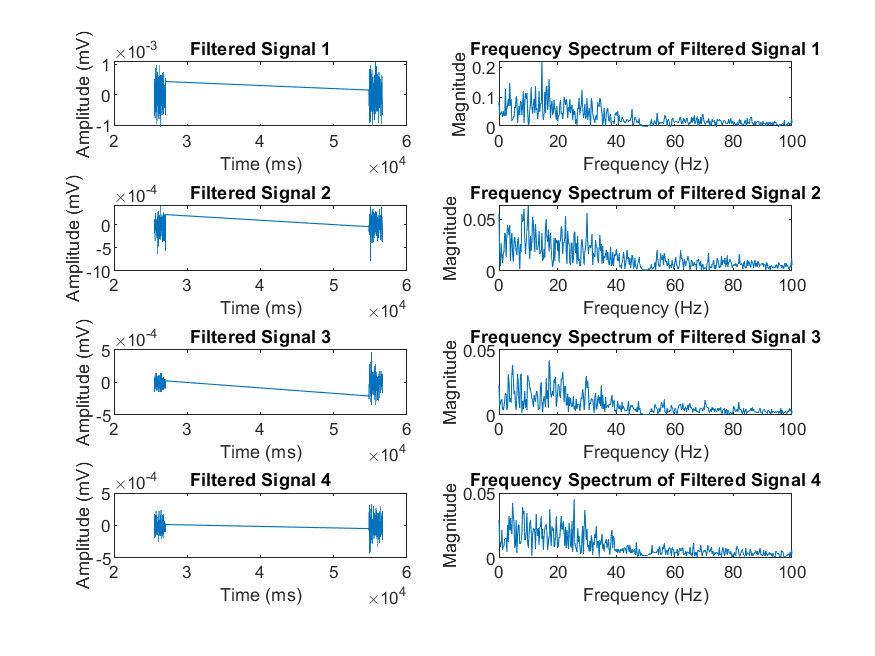 Filtered Signal 1
×10-3
Amplitude (mV)
1
0
-1
2 3 4 5 6
Time (ms)
×104
Frequency Spectrum of Filtered Signal 1
Magnitude
0.2
0.1
0
0 20 40 60 80 100
Frequency (Hz)
Filtered Signal 2
×10-4
Amplitude (mV)
0
-5
-10
2 3 4 5 6
Time (ms)
×104
Frequency Spectrum of Filtered Signal 2
Magnitude
0.05
0
0 20 40 60 80 100
Frequency (Hz)
Filtered Signal 3
×10-4
Amplitude (mV)
5
0
-5
2 3 4 5 6
Time (ms)
×104
Frequency Spectrum of Filtered Signal 3
Magnitude
0.05
0
0 20 40 60 80 100
Frequency (Hz)
Filtered Signal 4
×10-4
Amplitude (mV)
5
0
-5
2 3 4 5 6
Time (ms)
×104
Frequency Spectrum of Filtered Signal 4
Magnitude
0.05
0
0 20 40 60 80 100
Frequency (Hz)